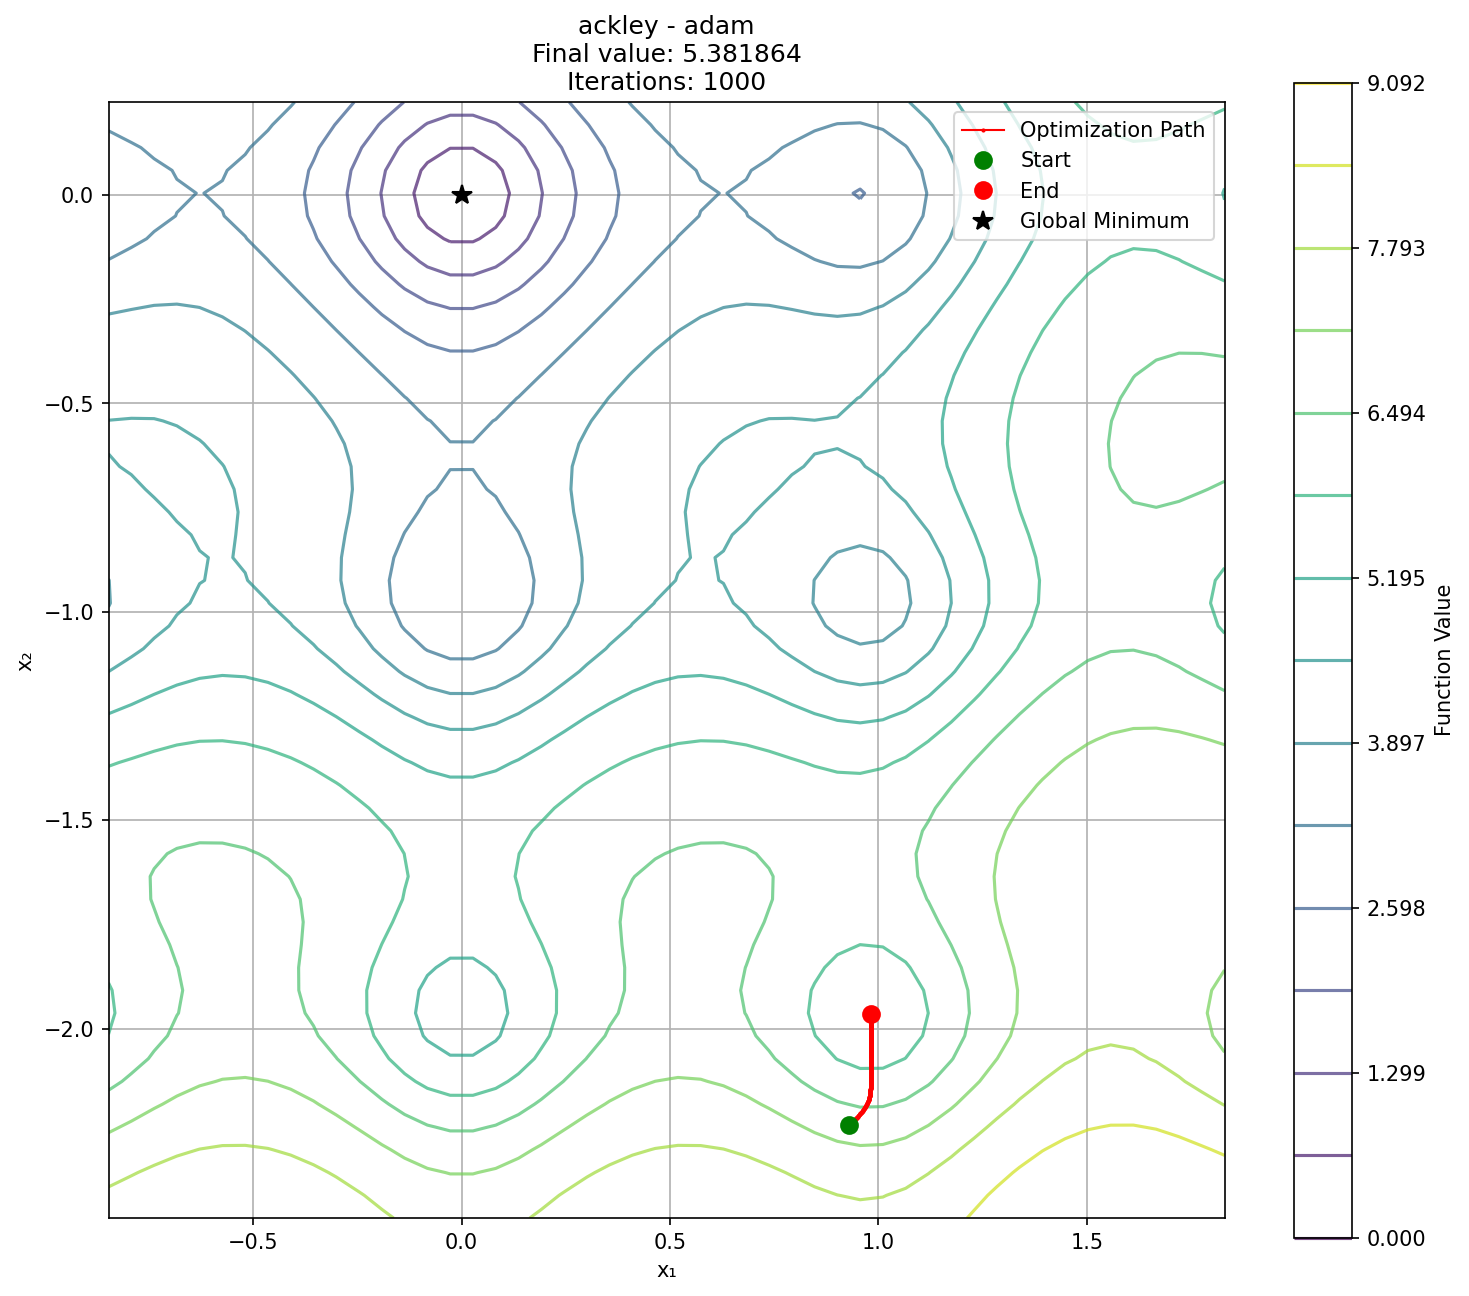 ackley - adam
Final value: 5.381864
Iterations: 1000
Optimization Path
Start
End
Global Minimum
0.0
−0.5
−1.0
−1.5
−2.0
x₂
−0.5
0.0
0.5
1.0
1.5
x₁
9.092
7.793
6.494
5.195
3.897
2.598
1.299
0.000
Function Value